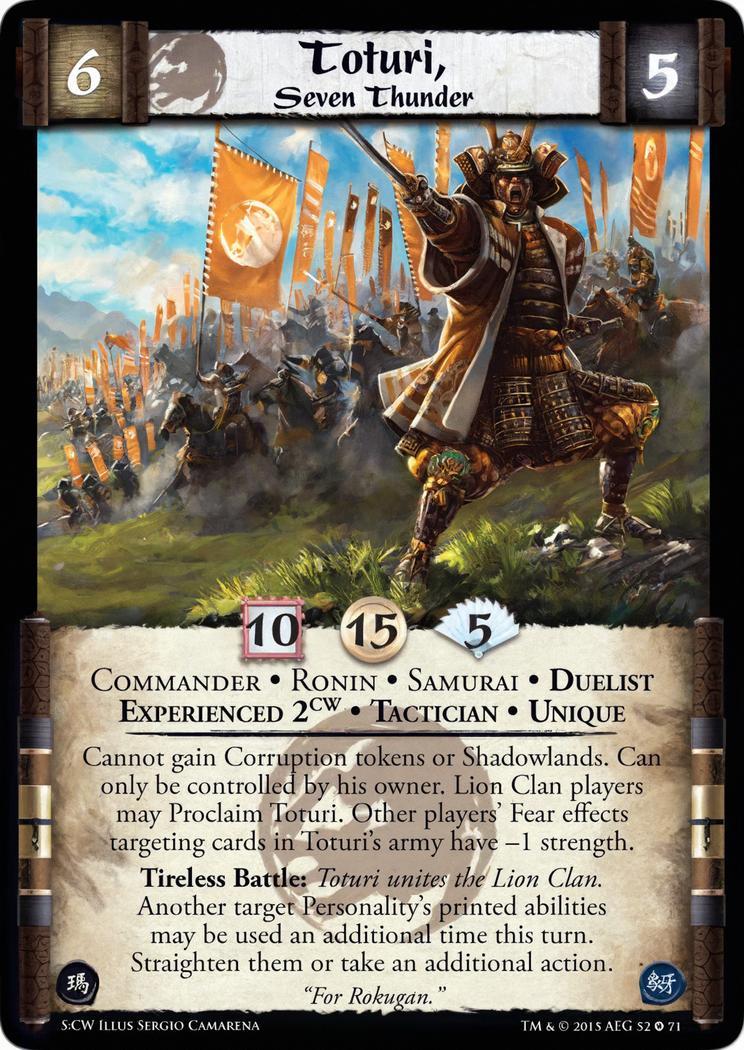 6
Toturi,
Seven Thunder
5
10
15
5
Commander • Ronin • Samurai • Duelist
Experienced 2CW • Tactician • Unique
Cannot gain Corruption tokens or Shadowlands. Can
only be controlled by his owner. Lion Clan players
may Proclaim Toturi. Other players’ Fear effects
targeting cards in Toturi’s army have –1 strength.
Tireless Battle: Toturi unites the Lion Clan.
Another target Personality’s printed abilities
may be used an additional time this turn.
Straighten them or take an additional action.
“For Rokugan.”
S:CW Illus Sergio Camarena
TM & © 2015 AEG S2 71